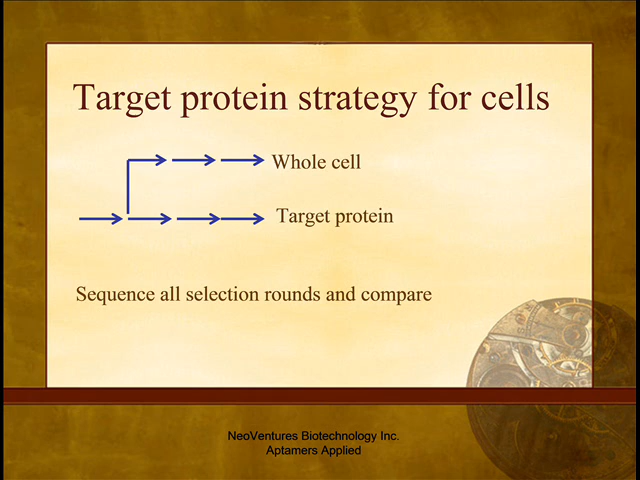 Target protein strategy for cells
Whole cell
Target protein
Sequence all selection rounds and compare
NeoVentures Biotechnology Inc.
Aptamers Applied